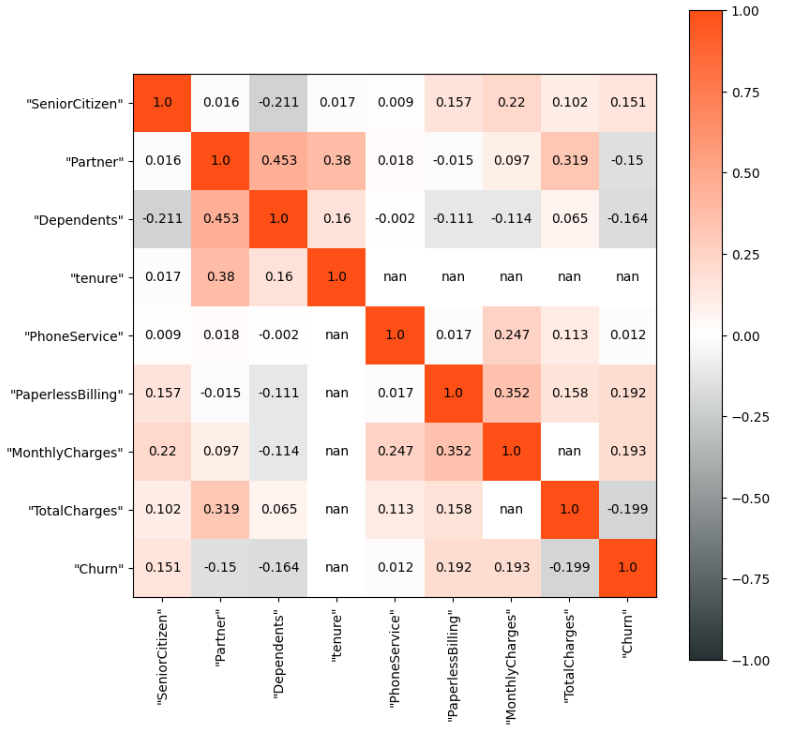 1.00
0.75
0.50
0.25
0.00
−0.25
−0.50
−0.75
−1.00
"SeniorCitizen" 1.0 0.016 -0.211 0.017 0.009 0.157 0.22 0.102 0.151
"Partner" 0.016 1.0 0.453 0.38 0.018 -0.015 0.097 0.319 -0.15
"Dependents" -0.211 0.453 1.0 0.16 -0.002 -0.111 -0.114 0.065 -0.164
"tenure" 0.017 0.38 0.16 1.0 nan nan nan nan nan
"PhoneService" 0.009 0.018 -0.002 nan 1.0 0.017 0.247 0.113 0.012
"PaperlessBilling" 0.157 -0.015 -0.111 nan 0.017 1.0 0.352 0.158 0.192
"MonthlyCharges" 0.22 0.097 -0.114 nan 0.247 0.352 1.0 nan 0.193
"TotalCharges" 0.102 0.319 0.065 nan 0.113 0.158 nan 1.0 -0.199
"Churn" 0.151 -0.15 -0.164 nan 0.012 0.192 0.193 -0.199 1.0
"SeniorCitizen"
"Partner"
"Dependents"
"tenure"
"PhoneService"
"PaperlessBilling"
"MonthlyCharges"
"TotalCharges"
"Churn"